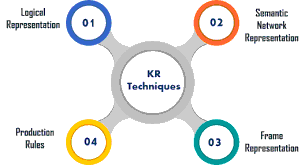 Logical
Representation
01
02
Semantic
Network
Representation
KR
Techniques
Production
Rules
04
03
Frame
Representation